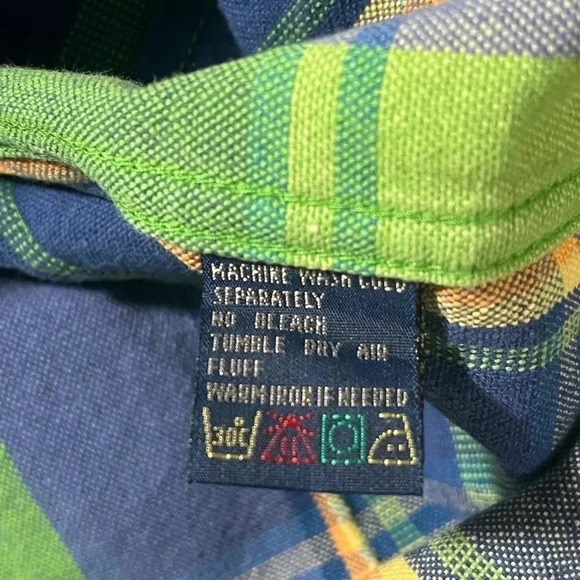 MACHINE WASH COLD
SEPARATELY
NO BLEACH
TUMBLE DRY AIR
FLUFF
WARM IRON IF NEEDED
30C